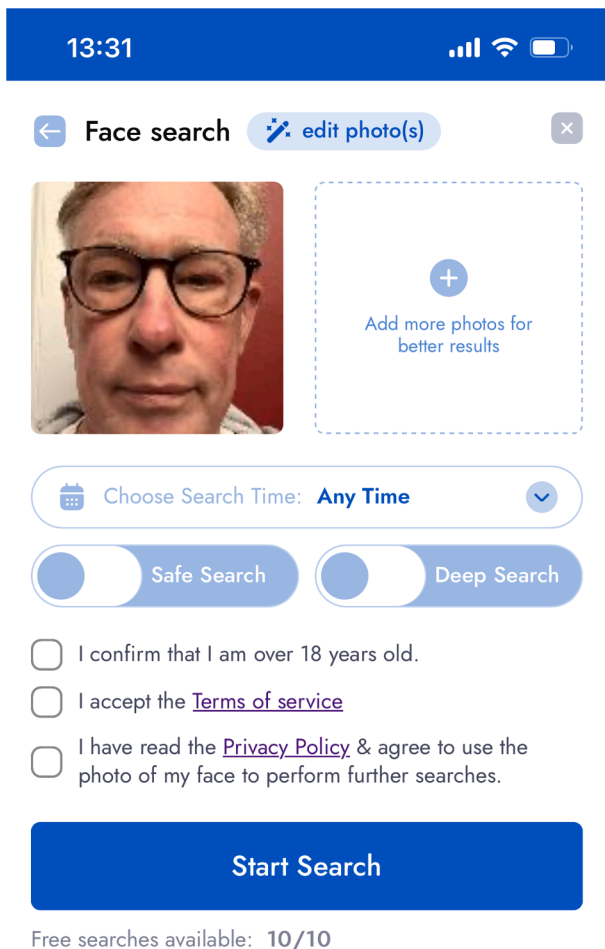 13:31
Face search
edit photo(s)
Add more photos for
better results
Choose Search Time: Any Time
Safe Search
Deep Search
I confirm that I am over 18 years old.
I accept the Terms of service
I have read the Privacy Policy & agree to use the
photo of my face to perform further searches.
Start Search
Free searches available: 10/10